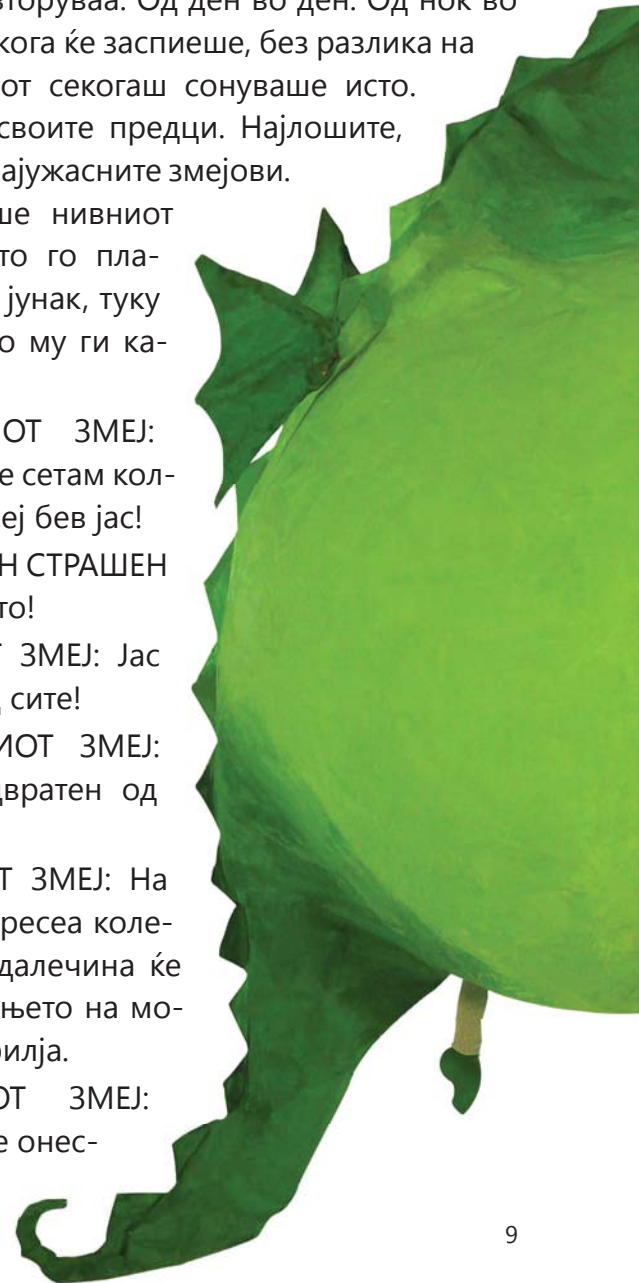 вторуваа. Од ден во ден. Од ноќ во
кога ќе заспиеше, без разлика на
от секогаш сонуваше исто.
своите предци. Најлошите,
ајужасните змејови.
ше нивниот
то го пла-
јунак, туку
о му ги ка-
ОТ ЗМЕЈ:
е сетам кол-
еј бев јас!
Н СТРАШЕН
то!
Т ЗМЕЈ: Јас
сите!
ИОТ ЗМЕЈ:
двратен од
Т ЗМЕЈ: На
ресеа коле-
далечина ќе
њето на мо-
рилја.
ОТ ЗМЕЈ:
е онес-
9